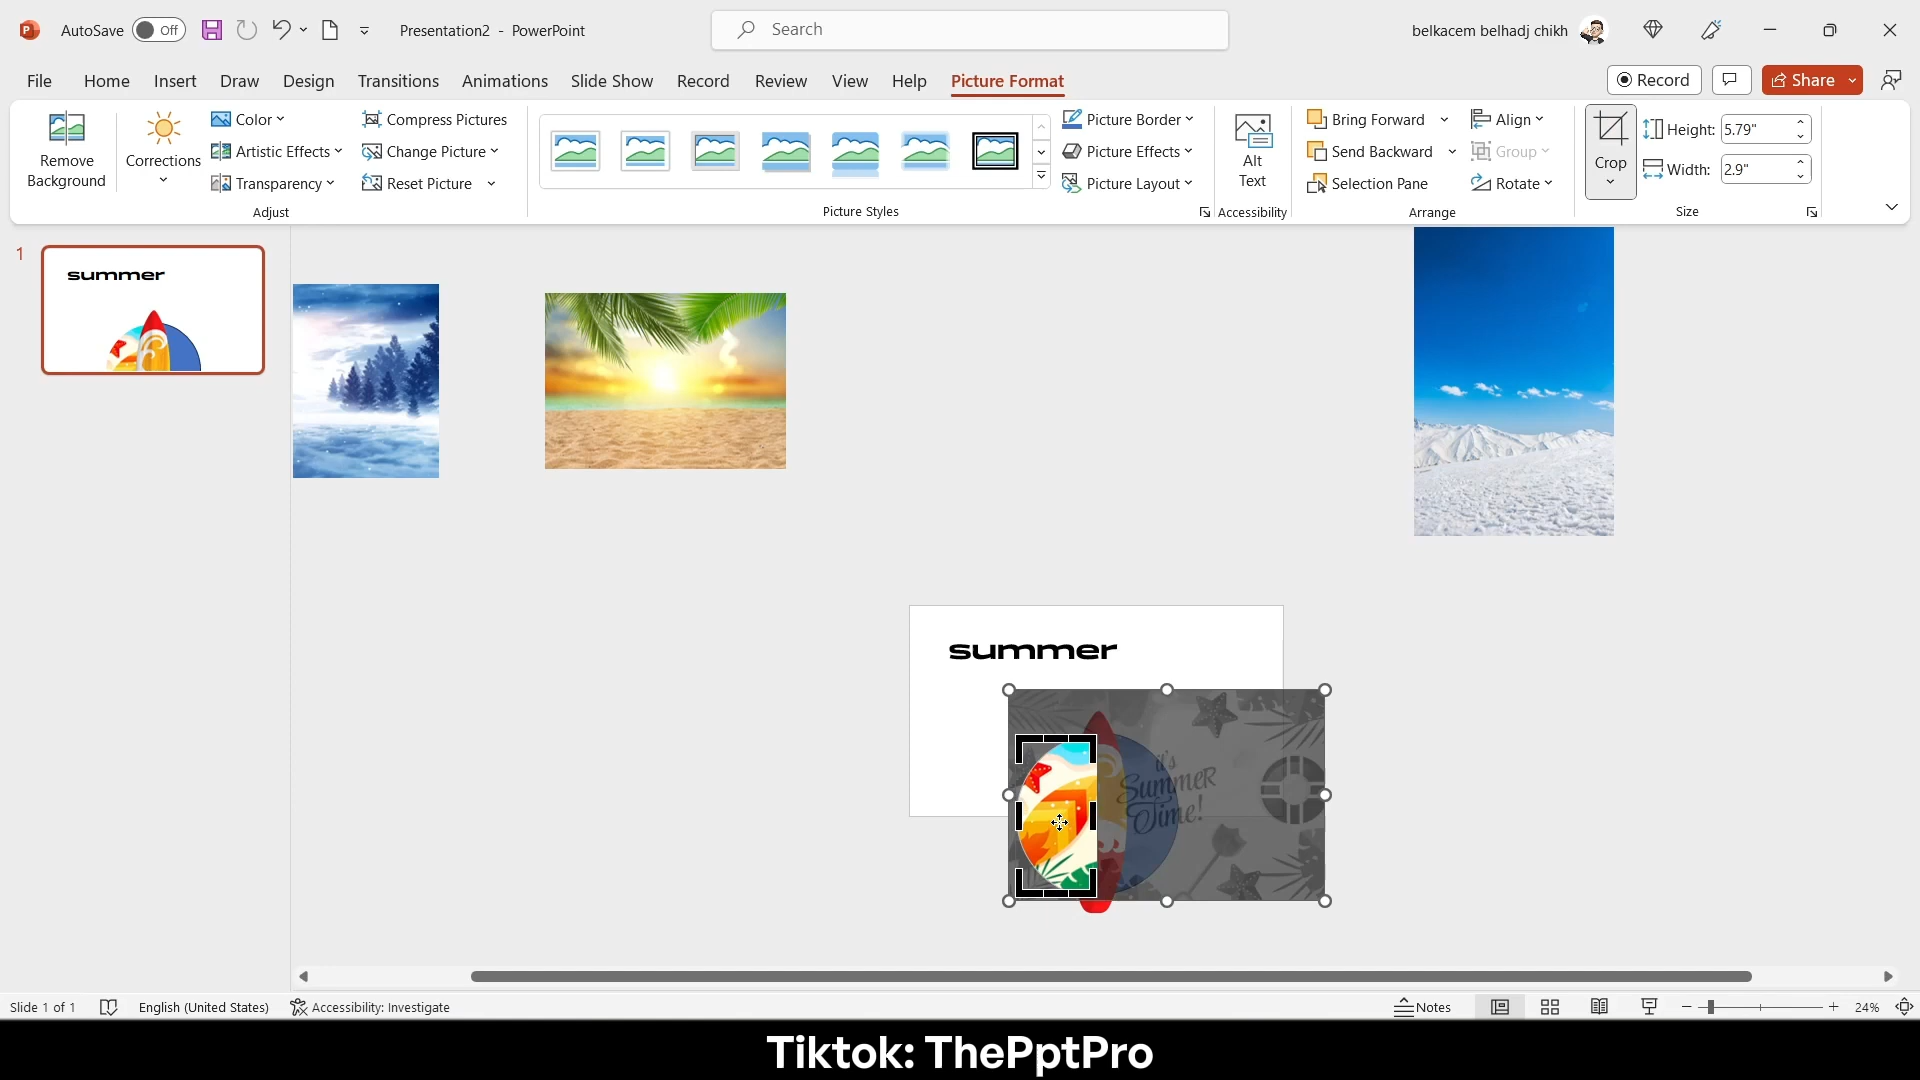 AutoSave Off Presentation2 - PowerPoint Search belkacem belhadj chikh
File Home Insert Draw Design Transitions Animations Slide Show Record Review View Help Picture Format Record Share
Remove Background
Corrections
Color
Artistic Effects
Transparency
Compress Pictures
Change Picture
Reset Picture
Adjust
Picture Styles
Picture Border
Picture Effects
Picture Layout
Alt Text
Accessibility
Bring Forward
Send Backward
Selection Pane
Align
Group
Rotate
Arrange
Crop
Height: 5.79"
Width: 2.9"
Size
1
summer
summer
it's
Summer
Time!
Slide 1 of 1 English (United States) Accessibility: Investigate Notes 24%
Tiktok: ThePptPro